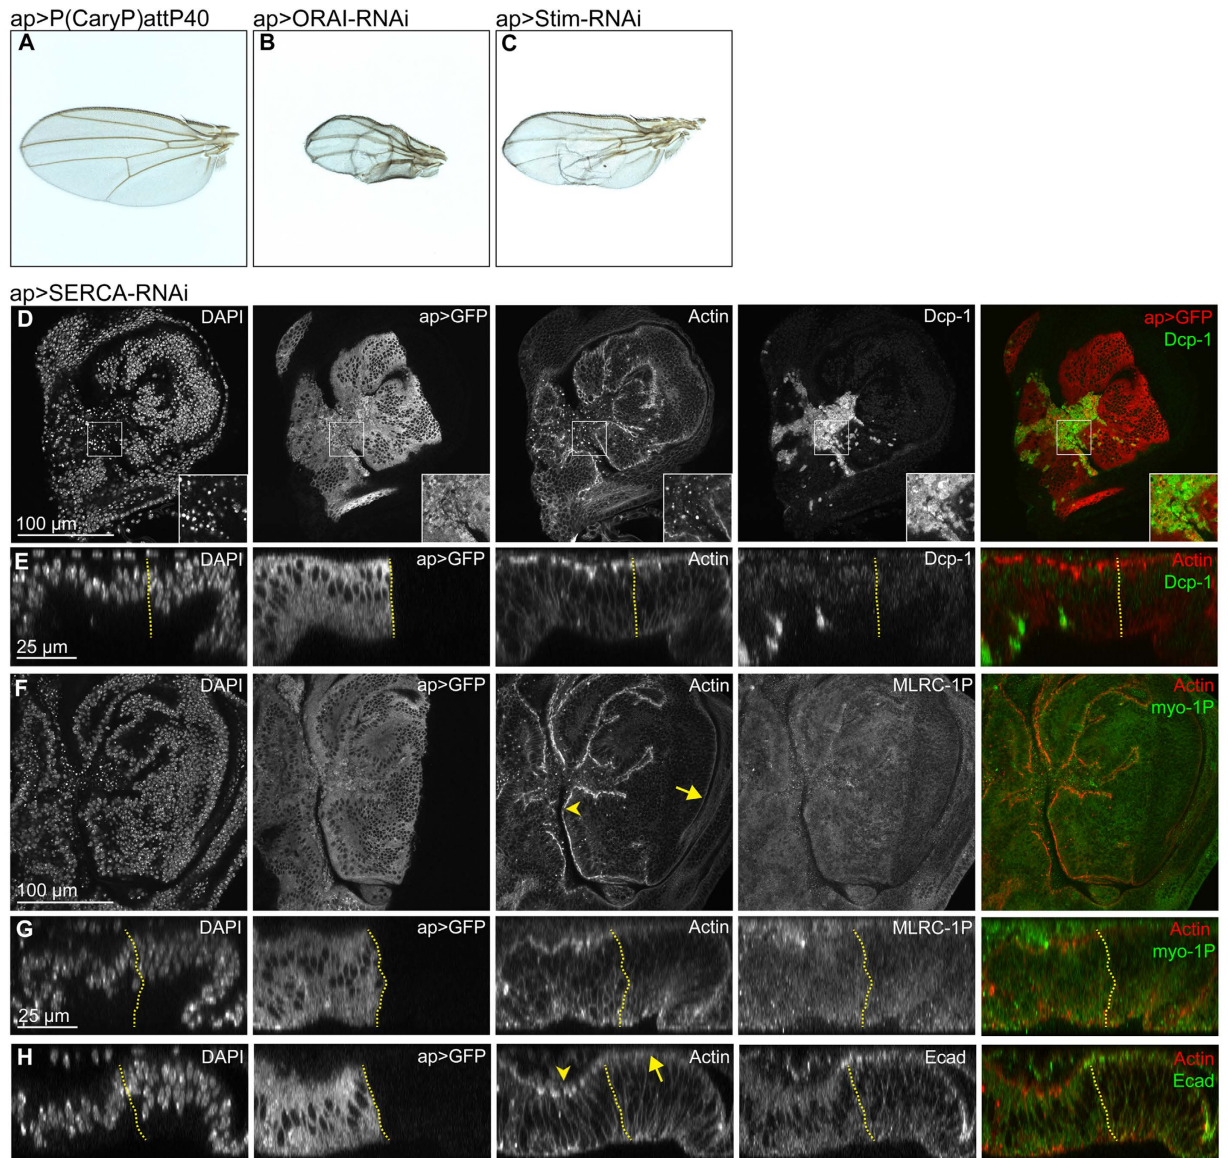 ap>P(CaryP)attP40 ap>ORAI-RNAi ap>Stim-RNAi
A B C
ap>SERCA-RNAi
D DAPI ap>GFP Actin Dcp-1 ap>GFP
Dcp-1
100 µm
E DAPI ap>GFP Actin Dcp-1 Actin
Dcp-1
25 µm
F DAPI ap>GFP Actin MLRC-1P Actin
myo-1P
100 µm
G DAPI ap>GFP Actin MLRC-1P Actin
myo-1P
25 µm
H DAPI ap>GFP Actin Ecad Actin
Ecad